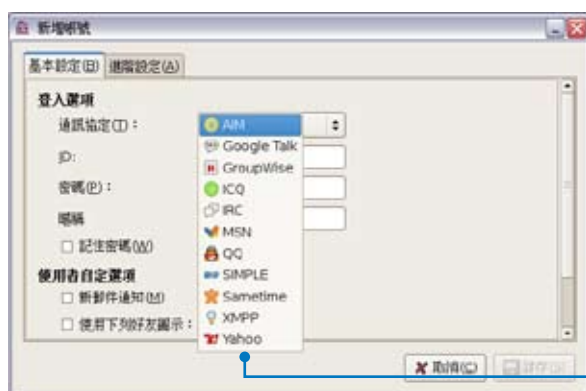 新增帳號
基本設定(B) 進階設定(A)
登入選項
通訊協定(T)：
AIM
Google Talk
ID:
GroupWise
密碼(P)：
ICQ
IRC
暱稱
MSN
記住密碼(W)
QQ
使用者自定選項
SIMPLE
新郵件通知(M)
Sametime
使用下列好友圖示：
XMPP
Yahoo
取消(C) 儲存(S)